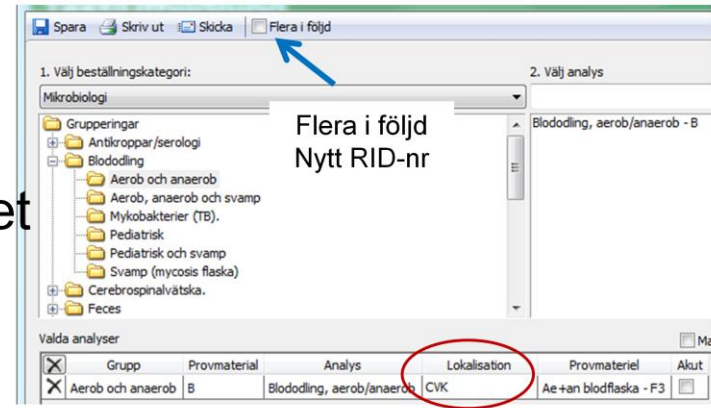 Spara Skriv ut Skicka Flera i följd
1. Välj beställningskategori: 2. Välj analys
Mikrobiologi
Grupperingar
Antikroppar/serologi
Blododling
Aerob och anaerob
Aerob, anaerob och svamp
Mykobakterier (TB).
Pediatrisk
Pediatrisk och svamp
Svamp (mycosis flaska)
Cerebrospinalvätska.
Feces
Flera i följd
Nytt RID-nr
Blododling, aerob/anaerob - B
et
Valda analyser Ma
Grupp Provmaterial Analys Lokalisation Provmateriel Akut
Aerob och anaerob B Blododling, aerob/anaerob CVK Ae+an blodflaska - F3